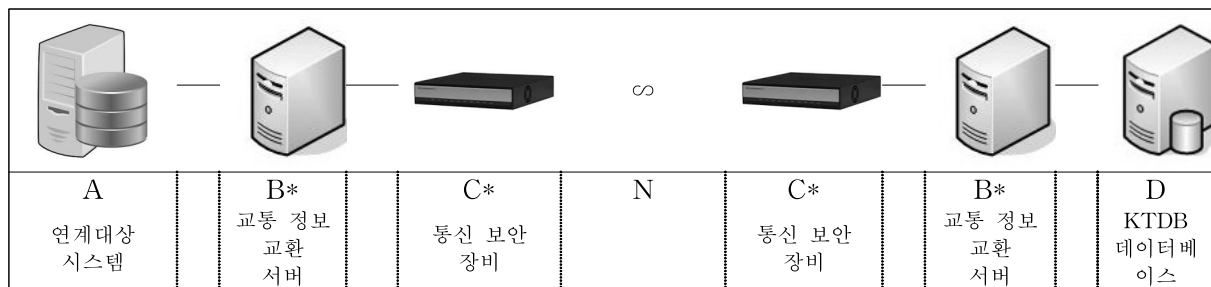 A
연계대상
시스템
B*
교통 정보
교환
서버
C*
통신 보안
장비
N
C*
통신 보안
장비
B*
교통 정보
교환
서버
D
KTDB
데이터베
이스